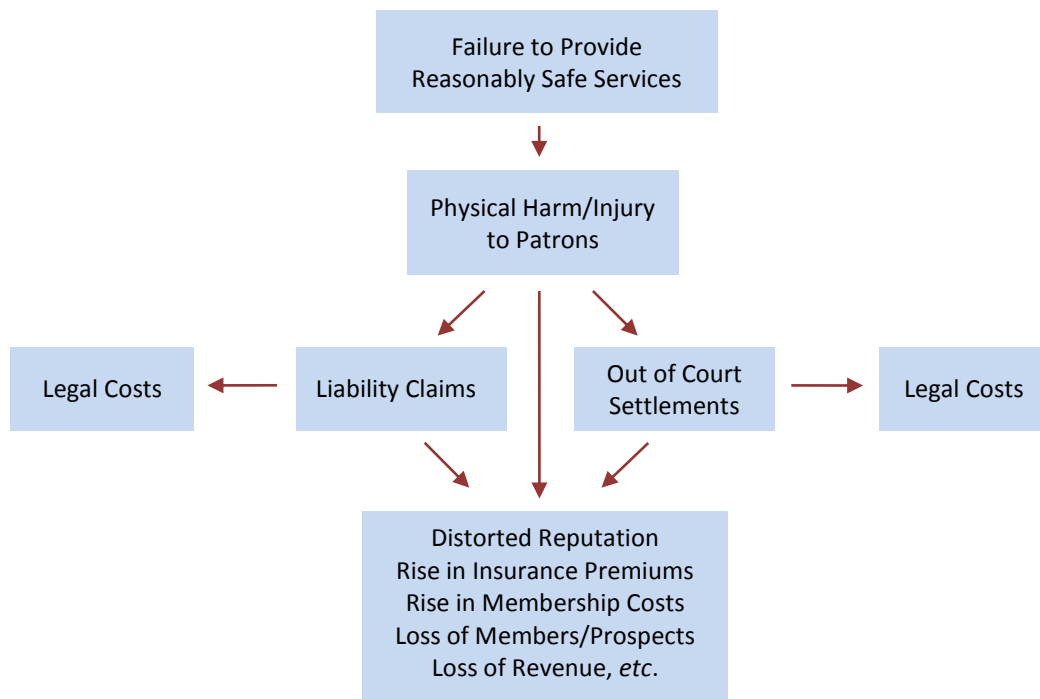 Failure to Provide
Reasonably Safe Services
Physical Harm/Injury
to Patrons
Legal Costs
Liability Claims
Out of Court
Settlements
Legal Costs
Distorted Reputation
Rise in Insurance Premiums
Rise in Membership Costs
Loss of Members/Prospects
Loss of Revenue, etc.